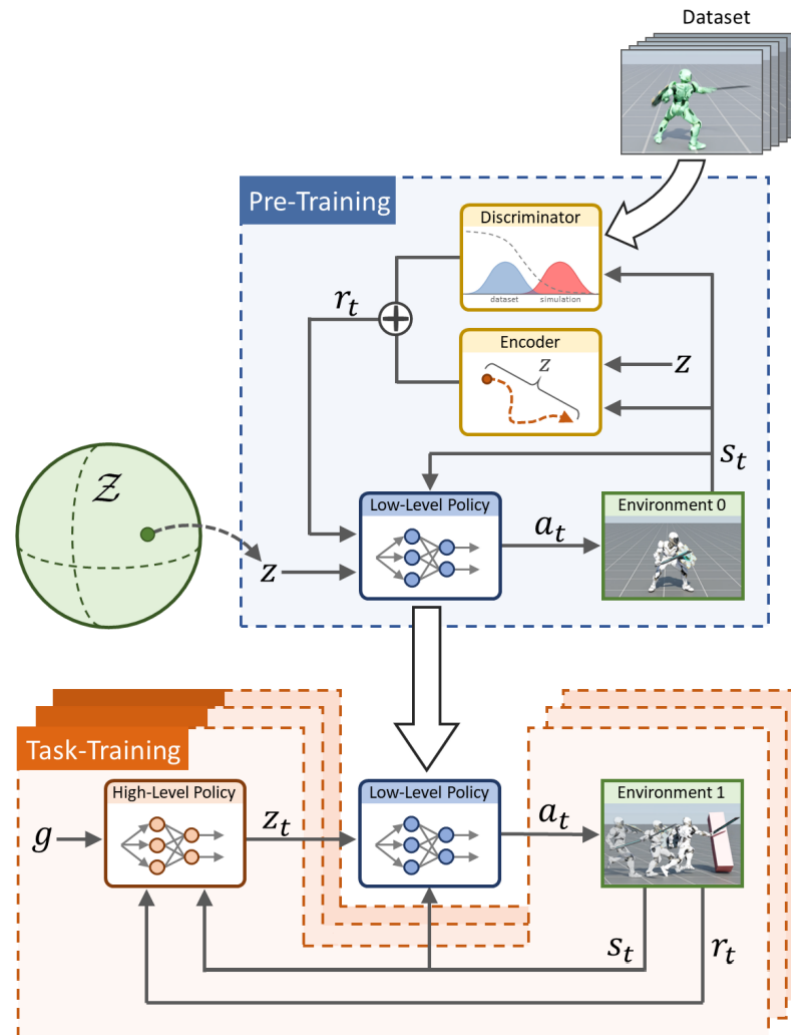 Dataset
Pre-Training
Discriminator
dataset simulation
r_t
Encoder
z
z
s_t
𝒵
Low-Level Policy
Environment 0
a_t
z
Task-Training
High-Level Policy
Low-Level Policy
Environment 1
g
z_t
a_t
s_t
r_t